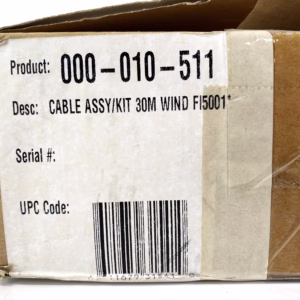 Product: 000-010-511
Desc: CABLE ASSY/KIT 30M WIND FI5001*
Serial #:
UPC Code: